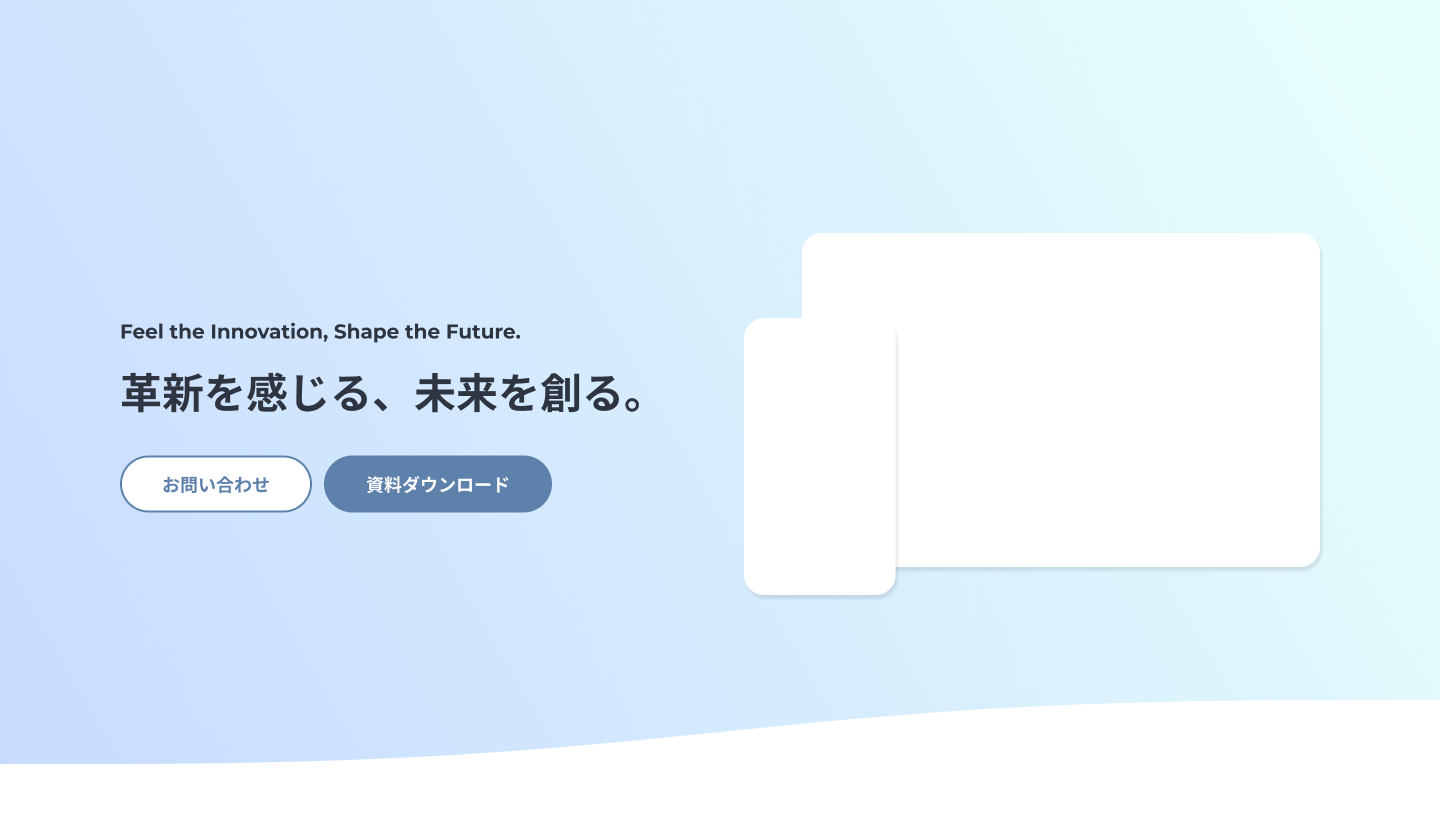 Feel the Innovation, Shape the Future.
革新を感じる、未来を創る。
お問い合わせ
資料ダウンロード